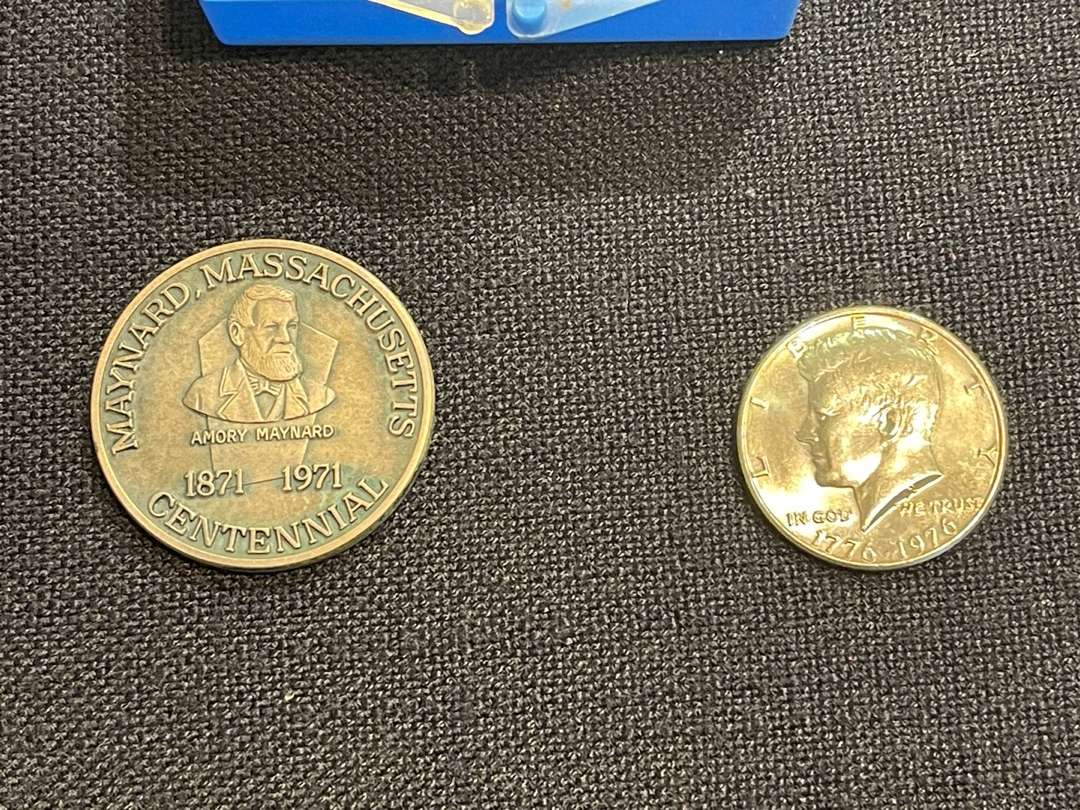 MAYNARD, MASSACHUSETTS
AMORY MAYNARD
1871 1971
CENTENNIAL
LIBERTY
IN GOD WE TRUST
1776 1976